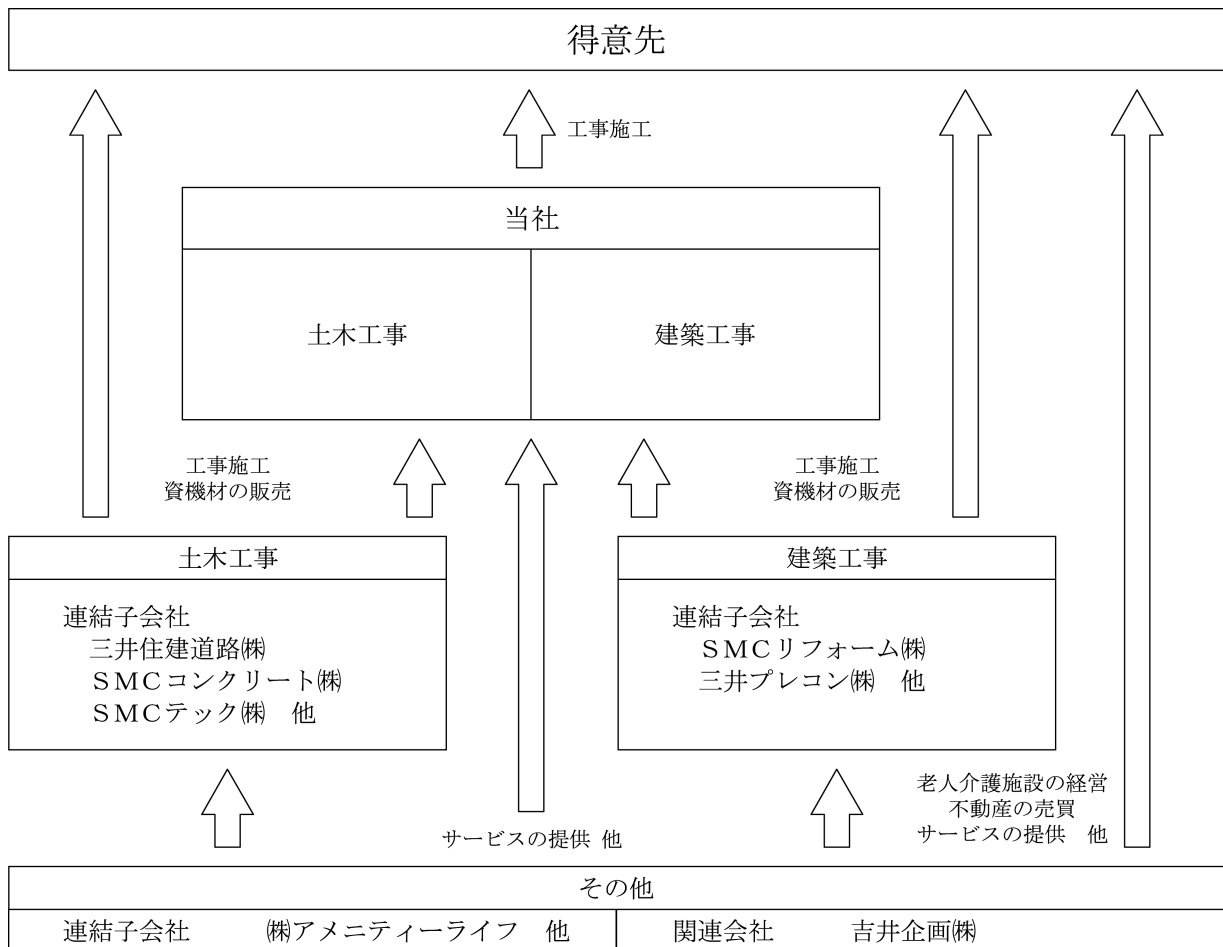 得意先
工事施工
当社
土木工事
建築工事
工事施工
資機材の販売
工事施工
資機材の販売
土木工事
連結子会社
三井住建道路㈱
ＳＭＣコンクリート㈱
ＳＭＣテック㈱　他
建築工事
連結子会社
ＳＭＣリフォーム㈱
三井プレコン㈱　他
サービスの提供 他
老人介護施設の経営
不動産の売買
サービスの提供　他
その他
連結子会社　　　㈱アメニティーライフ　他
関連会社　　　吉井企画㈱